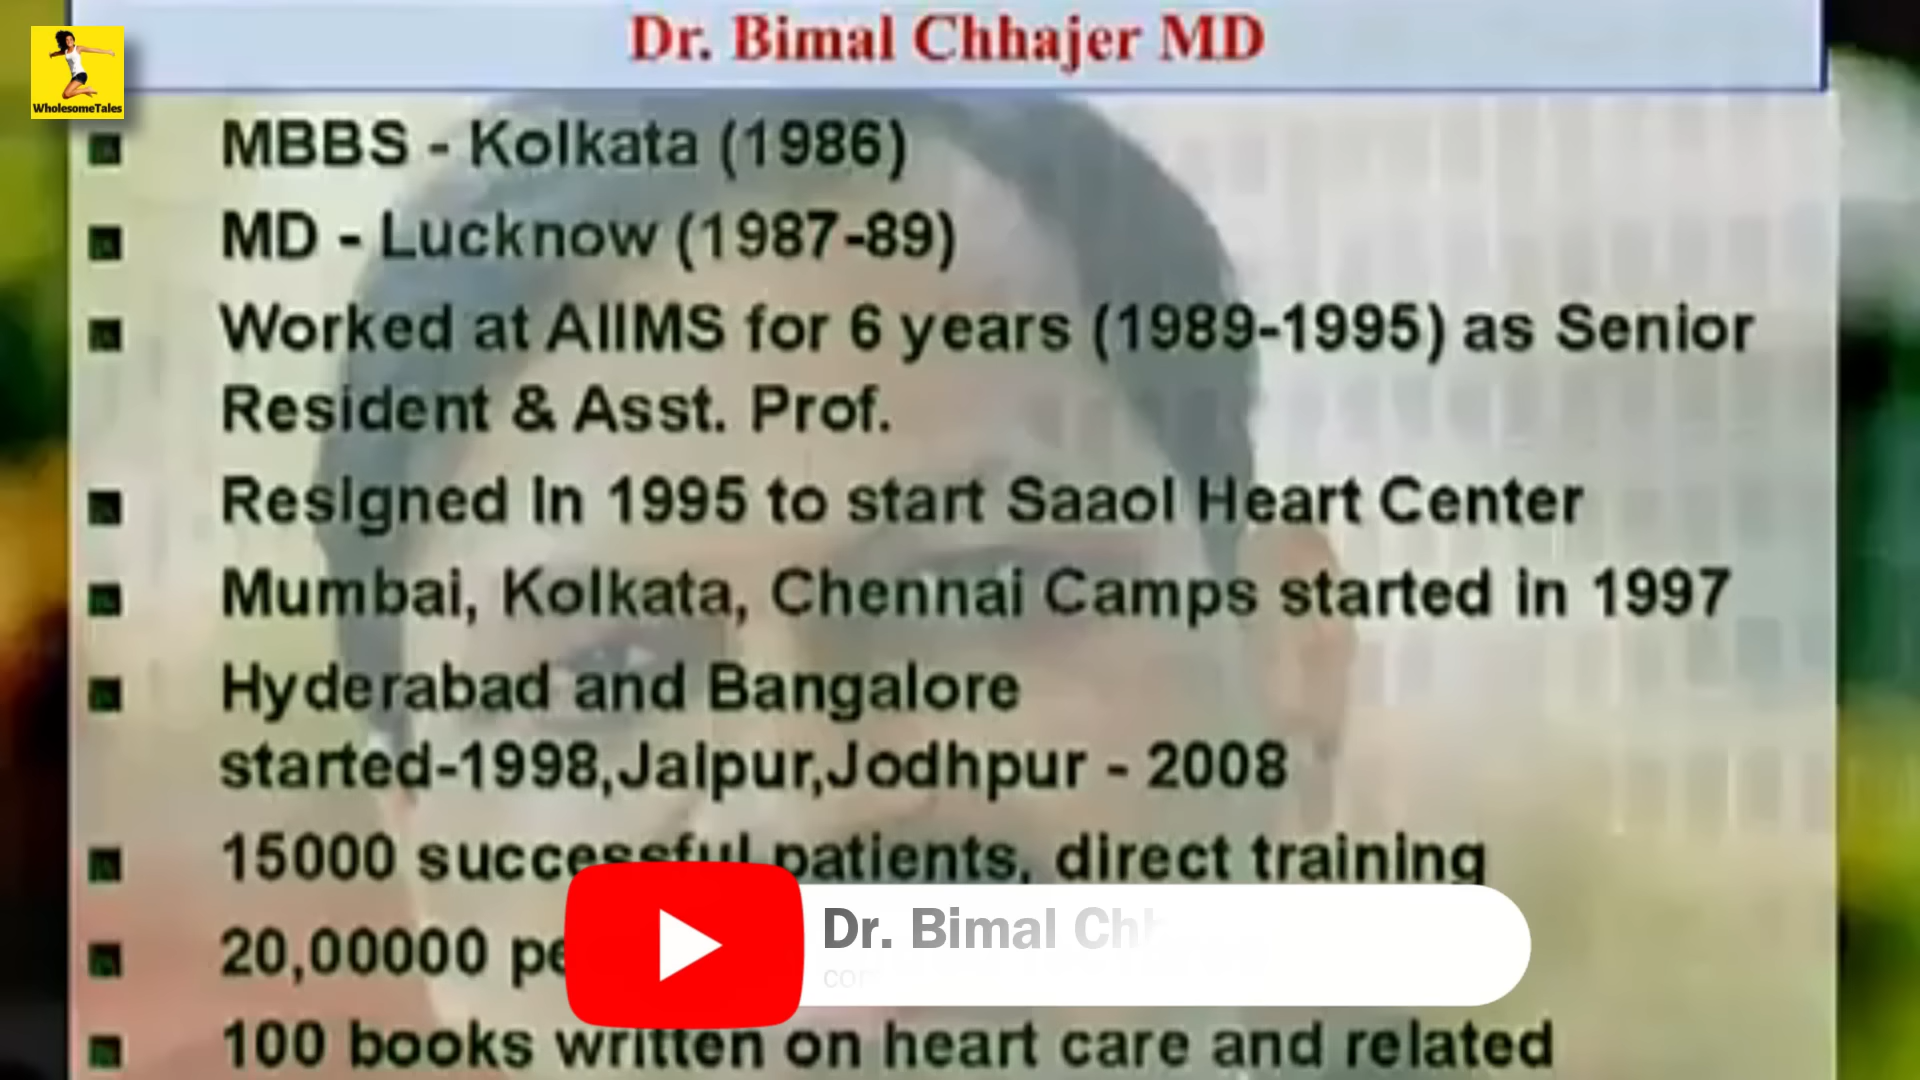 Dr. Bimal Chhajer MD
WholesomeTales
MBBS - Kolkata (1986)
MD - Lucknow (1987-89)
Worked at AIIMS for 6 years (1989-1995) as Senior
Resident & Asst. Prof.
Resigned in 1995 to start Saaol Heart Center
Mumbai, Kolkata, Chennai Camps started in 1997
Hyderabad and Bangalore
started-1998,Jaipur,Jodhpur - 2008
15000 successful patients, direct training
20,00000
Dr. Bimal
100 books written on heart care and related